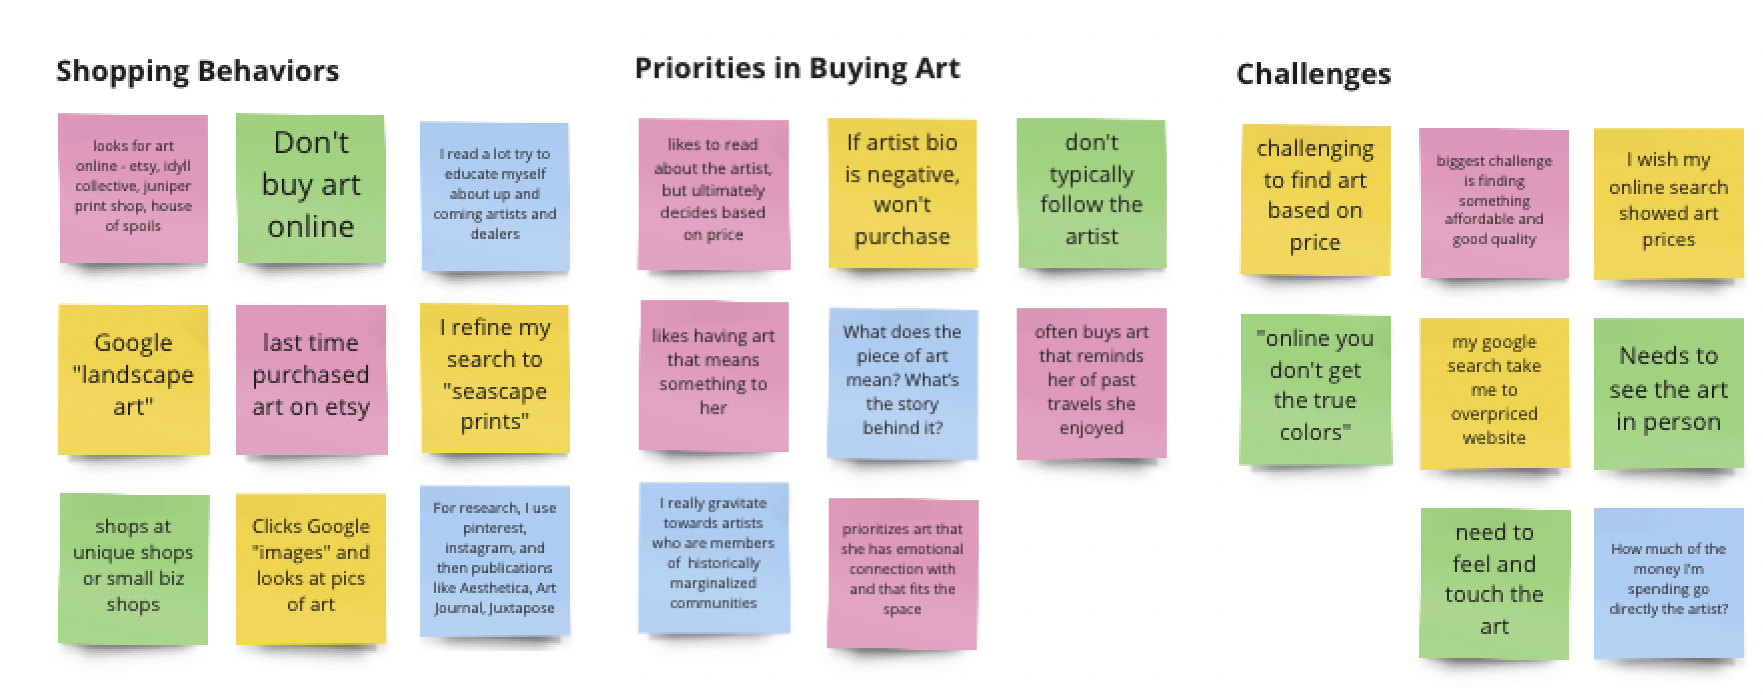 Shopping Behaviors
looks for art
online - etsy, idyll
collective, juniper
print shop, house
of spoils
Don't
buy art
online
I read a lot try to
educate myself
about up and
coming artists and
dealers
Google
"landscape
art"
last time
purchased
art on etsy
I refine my
search to
"seascape
prints"
shops at
unique shops
or small biz
shops
Clicks Google
"images" and
looks at pics
of art
For research, I use
pinterest,
instagram, and
then publications
like Aesthetica, Art
Journal, Juxtapose
Priorities in Buying Art
likes to read
about the artist,
but ultimately
decides based
on price
If artist bio
is negative,
won't
purchase
don't
typically
follow the
artist
likes having art
that means
something to
her
What does the
piece of art
mean? What's
the story
behind it?
often buys art
that reminds
her of past
travels she
enjoyed
I really gravitate
towards artists
who are members
of historically
marginalized
communities
prioritizes art that
she has emotional
connection with
and that fits the
space
Challenges
challenging
to find art
based on
price
biggest challenge
is finding
something
affordable and
good quality
I wish my
online search
showed art
prices
"online you
don't get
the true
colors"
my google
search take
me to
overpriced
website
Needs to
see the art
in person
need to
feel and
touch the
art
How much of the
money I'm
spending go
directly the artist?